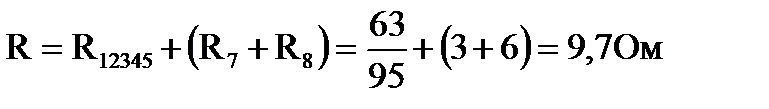 R = R₁₂₃₄₅ + (R₇ + R₈) = 63/95 + (3 + 6) = 9,7Ом